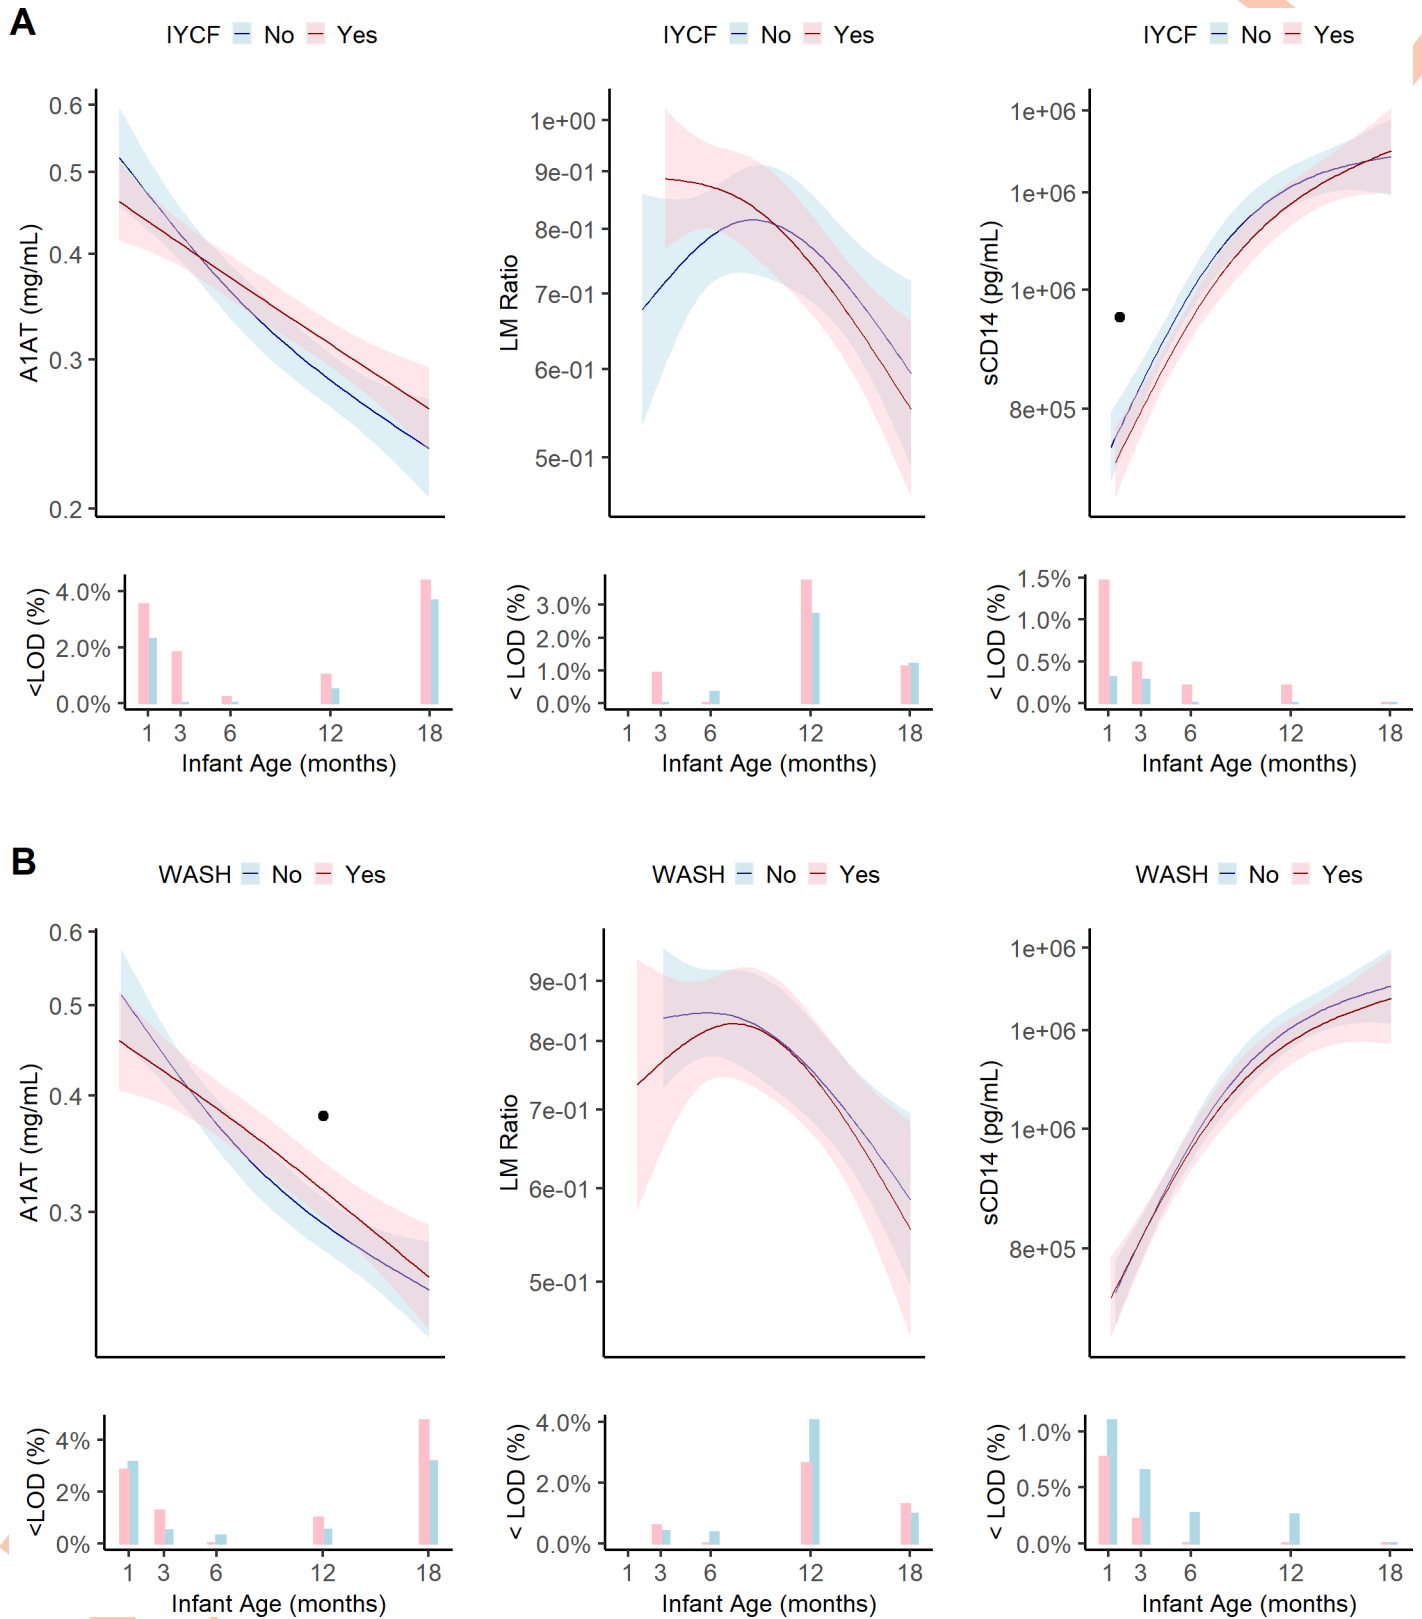 A
IYCF No Yes
IYCF No Yes
IYCF No Yes
A1AT (mg/mL)
0.6
0.5
0.4
0.3
0.2
LM Ratio
1e+00
9e-01
8e-01
7e-01
6e-01
5e-01
sCD14 (pg/mL)
1e+06
1e+06
1e+06
8e+05
<LOD (%)
4.0%
2.0%
0.0%
1 3 6 12 18
Infant Age (months)
< LOD (%)
3.0%
2.0%
1.0%
0.0%
1 3 6 12 18
Infant Age (months)
< LOD (%)
1.5%
1.0%
0.5%
0.0%
1 3 6 12 18
Infant Age (months)
B
WASH No Yes
WASH No Yes
WASH No Yes
A1AT (mg/mL)
0.6
0.5
0.4
0.3
LM Ratio
9e-01
8e-01
7e-01
6e-01
5e-01
sCD14 (pg/mL)
1e+06
1e+06
1e+06
8e+05
<LOD (%)
4%
2%
0%
1 3 6 12 18
Infant Age (months)
< LOD (%)
4.0%
2.0%
0.0%
1 3 6 12 18
Infant Age (months)
< LOD (%)
1.0%
0.5%
0.0%
1 3 6 12 18
Infant Age (months)